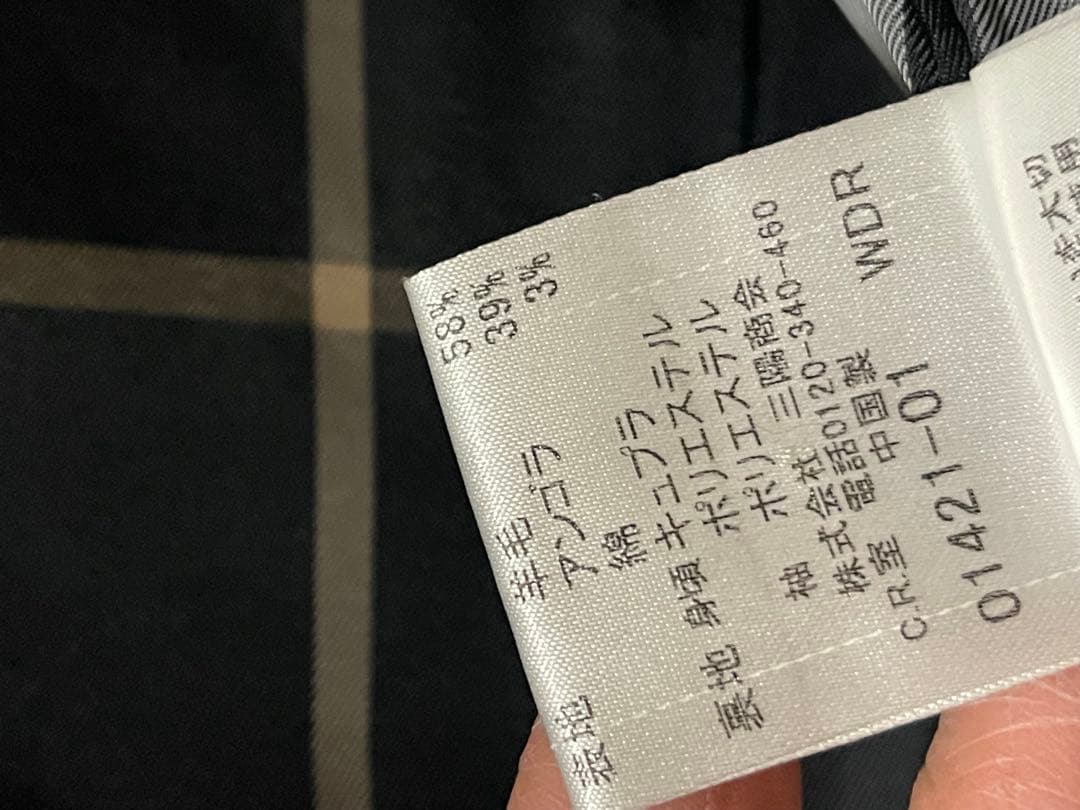 表地 羊毛 58%
アンゴラ 39%
綿 3%
裏地 身頃 キュプラ
ポリエステル
袖 ポリエステル
株式会社 三陽商会
C.R.室 電話0120-340-460
中国製
01421-01 WDR
大切